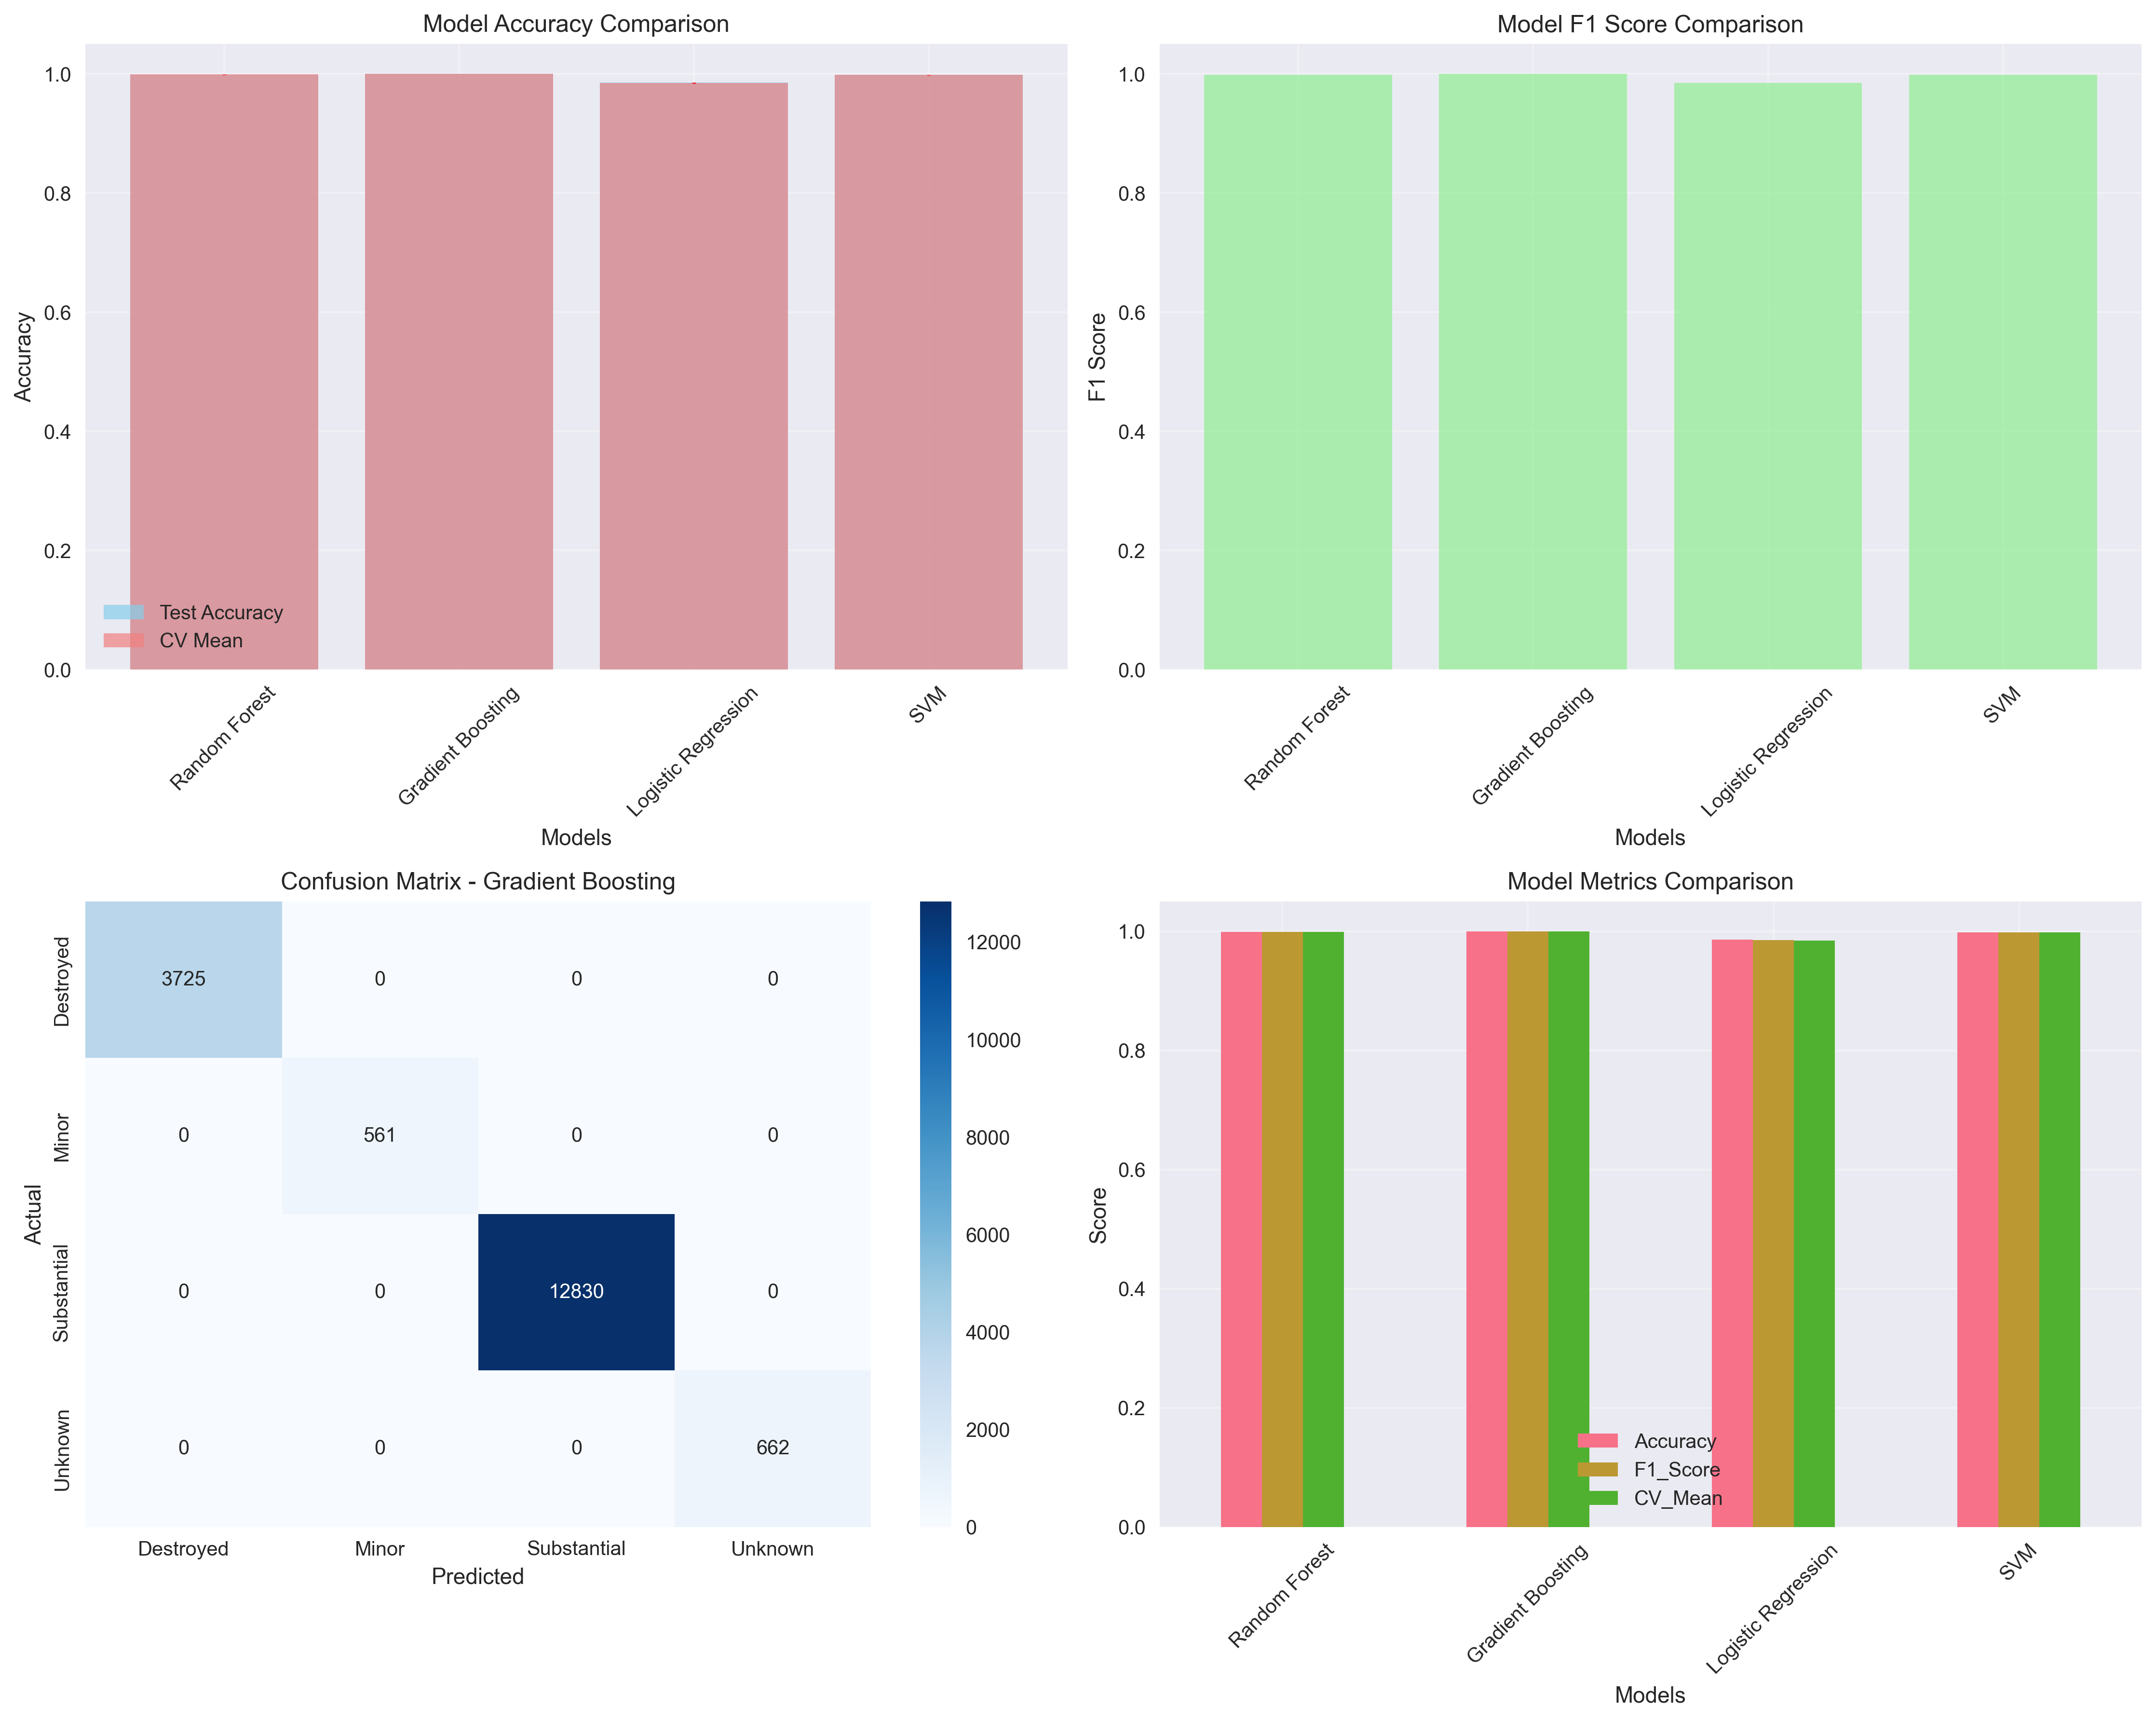 Model Accuracy Comparison
1.0
0.8
0.6
0.4
0.2
0.0
Accuracy
Test Accuracy
CV Mean
Random Forest
Gradient Boosting
Logistic Regression
SVM
Models
Model F1 Score Comparison
1.0
0.8
0.6
0.4
0.2
0.0
F1 Score
Random Forest
Gradient Boosting
Logistic Regression
SVM
Models
Confusion Matrix - Gradient Boosting
Actual
Destroyed
3725 0 0 0
Minor
0 561 0 0
Substantial
0 0 12830 0
Unknown
0 0 0 662
Destroyed Minor Substantial Unknown
Predicted
12000
10000
8000
6000
4000
2000
0
Model Metrics Comparison
1.0
0.8
0.6
0.4
0.2
0.0
Score
Accuracy
F1_Score
CV_Mean
Random Forest
Gradient Boosting
Logistic Regression
SVM
Models